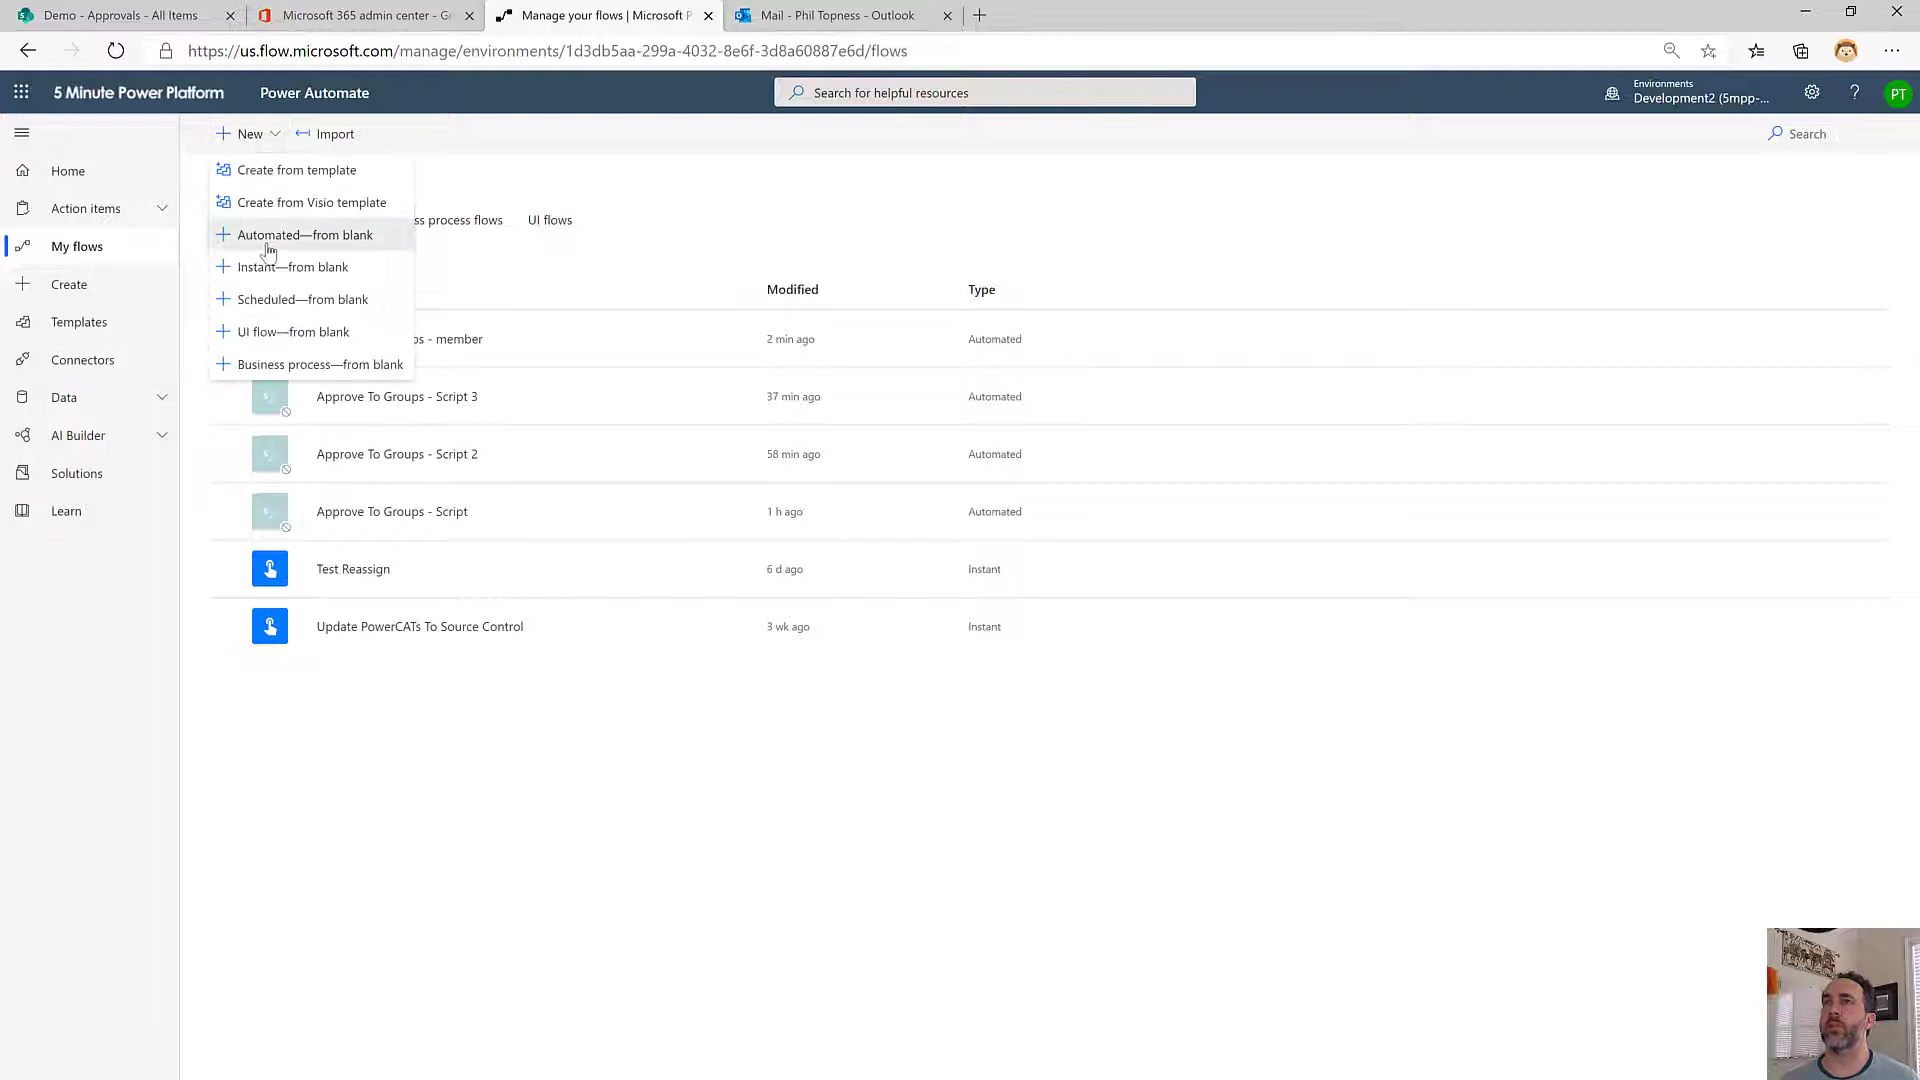 Demo - Approvals - All Items
Microsoft 365 admin center - G
Manage your flows | Microsoft P
Mail - Phil Topness - Outlook
https://us.flow.microsoft.com/manage/environments/1d3db5aa-299a-4032-8e6f-3d8a60887e6d/flows
5 Minute Power Platform
Power Automate
Search for helpful resources
Environments
Development2 (5mpp-...
PT
New
Import
Search
Home
Action items
My flows
Create
Templates
Connectors
Data
AI Builder
Solutions
Learn
Create from template
Create from Visio template
Automated—from blank
Instant—from blank
Scheduled—from blank
UI flow—from blank
Business process—from blank
ss process flows
UI flows
Modified
Type
ps - member
2 min ago
Automated
Approve To Groups - Script 3
37 min ago
Automated
Approve To Groups - Script 2
58 min ago
Automated
Approve To Groups - Script
1 h ago
Automated
Test Reassign
6 d ago
Instant
Update PowerCATs To Source Control
3 wk ago
Instant